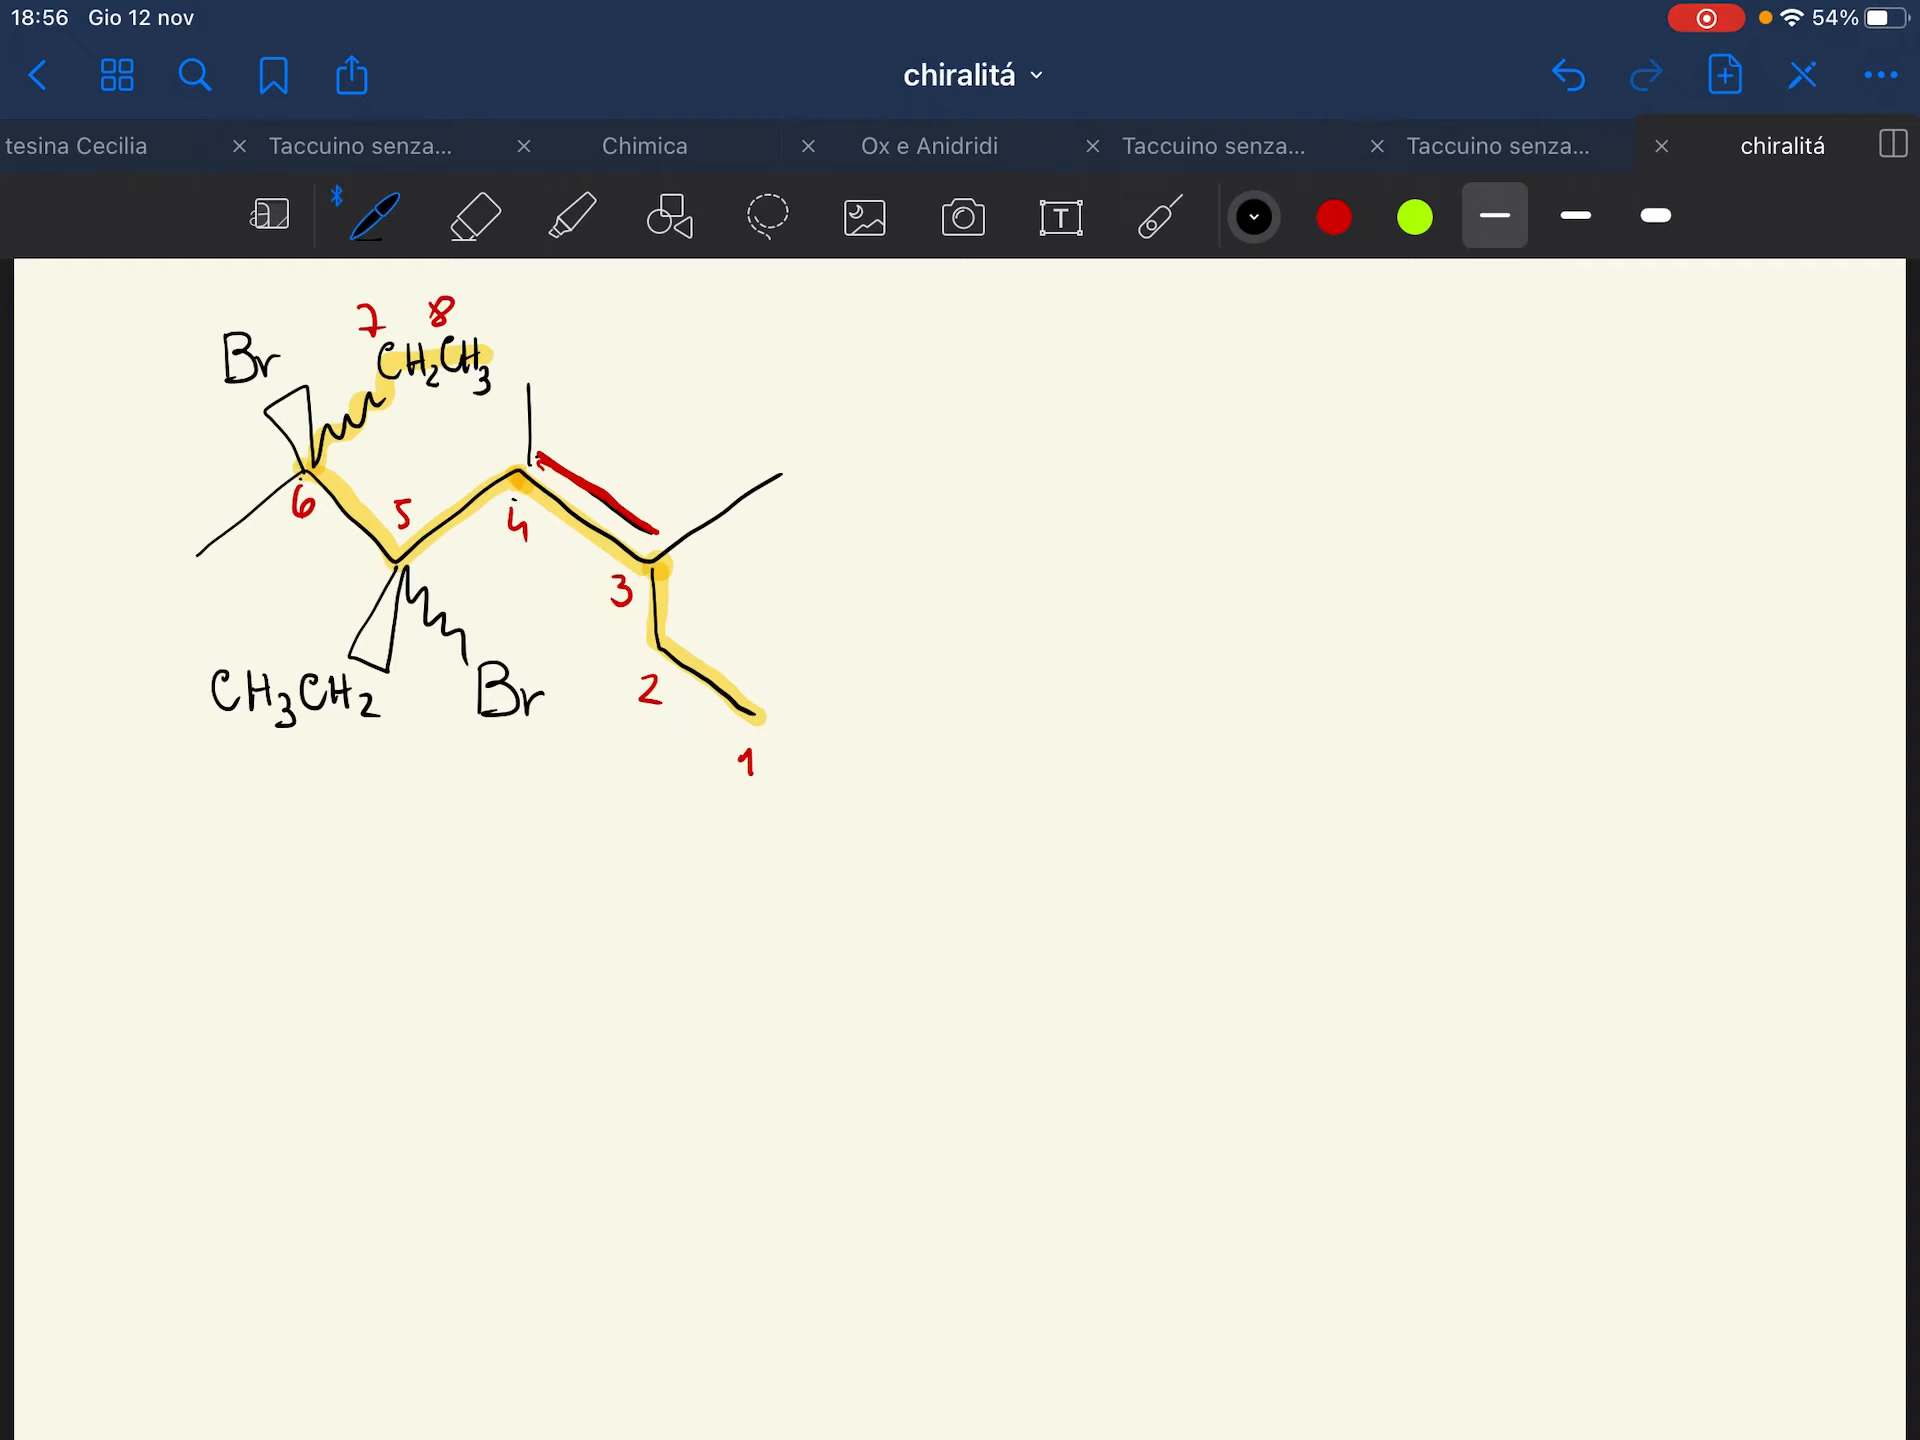 18:56 Gio 12 nov 54%
chiralitá
tesina Cecilia Taccuino senza... Chimica Ox e Anidridi Taccuino senza... Taccuino senza... chiralitá
a T
7 8
Br CH₂CH₃
6 5 4
3
CH₃CH₂ Br 2
1